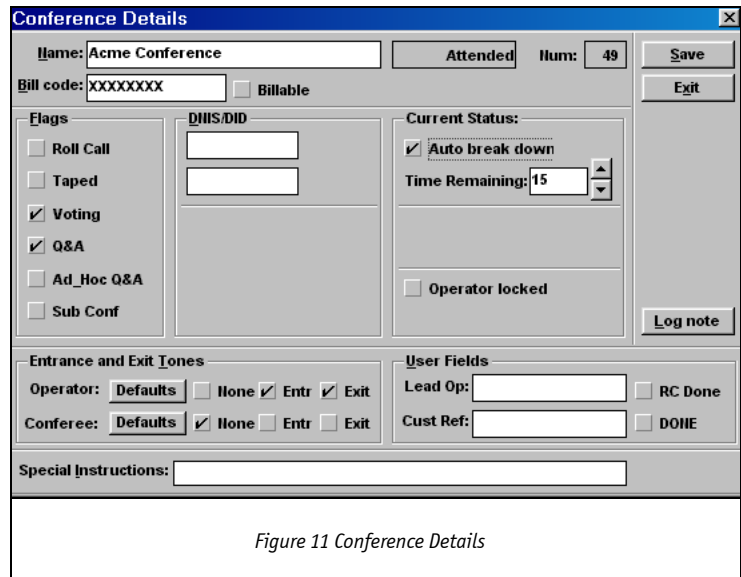 Conference Details
Name: Acme Conference Attended Num: 49 Save
Bill code: XXXXXXXX Billable Exit
Flags DNIS/DID Current Status:
Roll Call Auto break down
Taped Time Remaining: 15
Voting
Q&A
Ad_Hoc Q&A Operator locked
Sub Conf Log note
Entrance and Exit Tones User Fields
Operator: Defaults None Entr Exit Lead Op: RC Done
Conferee: Defaults None Entr Exit Cust Ref: DONE
Special Instructions:
Figure 11 Conference Details